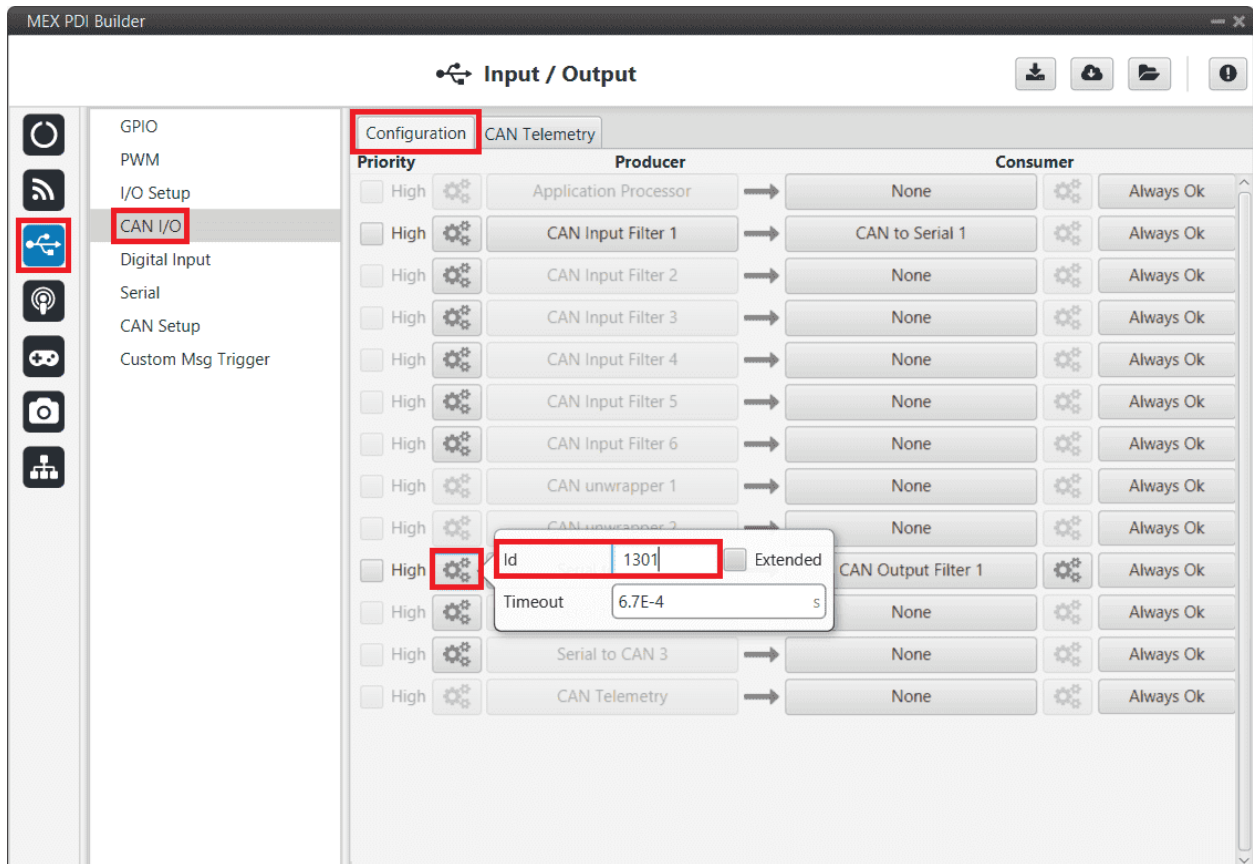 MEX PDI Builder
Input / Output
GPIO
PWM
I/O Setup
CAN I/O
Digital Input
Serial
CAN Setup
Custom Msg Trigger
Configuration CAN Telemetry
Priority Producer Consumer
High Application Processor None Always Ok
High CAN Input Filter 1 CAN to Serial 1 Always Ok
High CAN Input Filter 2 None Always Ok
High CAN Input Filter 3 None Always Ok
High CAN Input Filter 4 None Always Ok
High CAN Input Filter 5 None Always Ok
High CAN Input Filter 6 None Always Ok
High CAN unwrapper 1 None Always Ok
High CAN unwrapper 2 None Always Ok
High Id 1301 Extended CAN Output Filter 1 Always Ok
High Timeout 6.7E-4 s None Always Ok
High Serial to CAN 3 None Always Ok
High CAN Telemetry None Always Ok